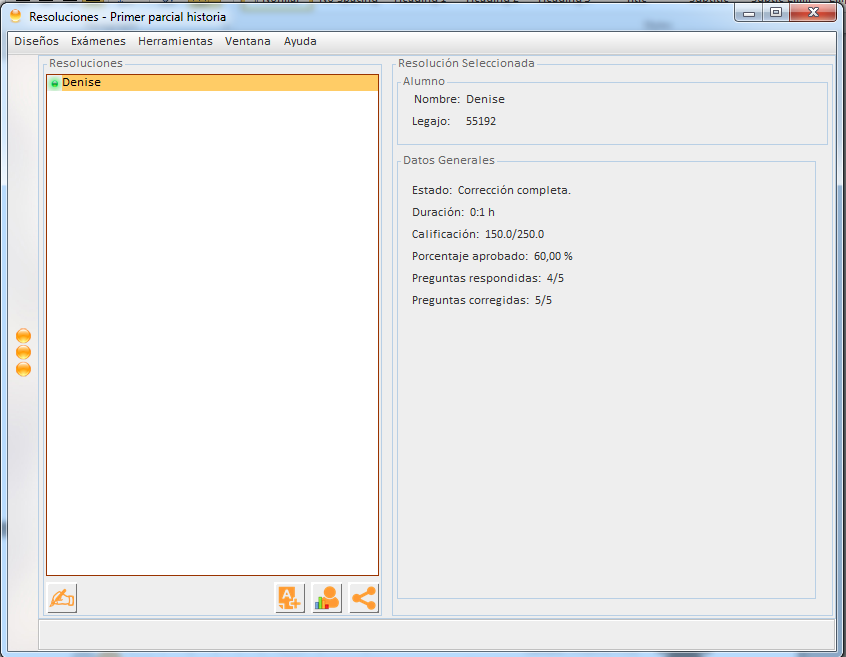 Resoluciones - Primer parcial historia
Diseños Exámenes Herramientas Ventana Ayuda
Resoluciones
Denise
Resolución Seleccionada
Alumno
Nombre: Denise
Legajo: 55192
Datos Generales
Estado: Corrección completa.
Duración: 0:1 h
Calificación: 150.0/250.0
Porcentaje aprobado: 60,00 %
Preguntas respondidas: 4/5
Preguntas corregidas: 5/5